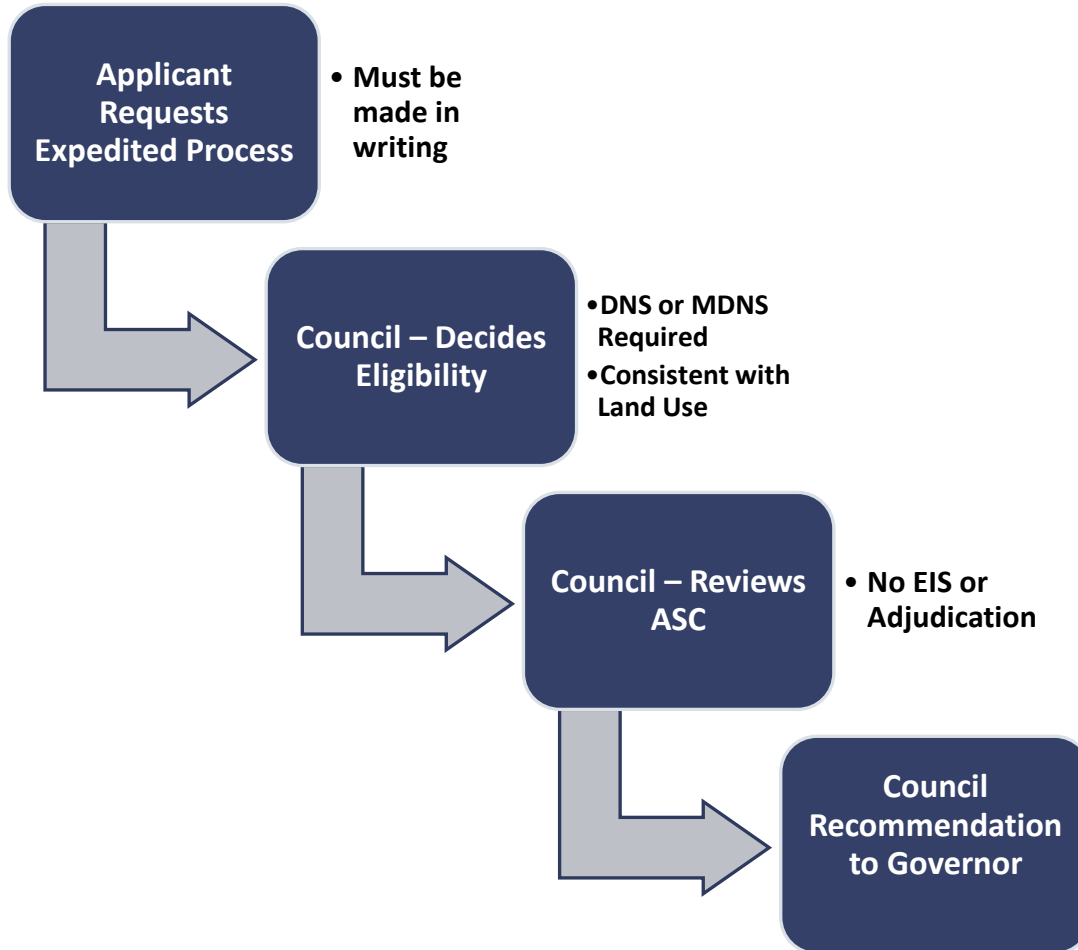 Applicant
Requests
Expedited Process
• Must be
made in
writing
Council – Decides
Eligibility
•DNS or MDNS
Required
•Consistent with
Land Use
Council – Reviews
ASC
• No EIS or
Adjudication
Council
Recommendation
to Governor